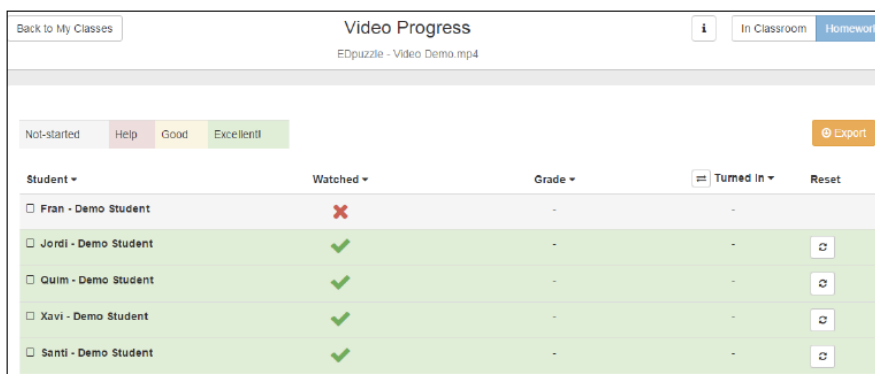 Back to My Classes Video Progress i In Classroom Homework
EDpuzzle - Video Demo.mp4
Not-started Help Good Excellent! Export
Student Watched Grade Turned In Reset
Fran - Demo Student - -
Jordi - Demo Student - -
Quim - Demo Student - -
Xavi - Demo Student - -
Santi - Demo Student - -